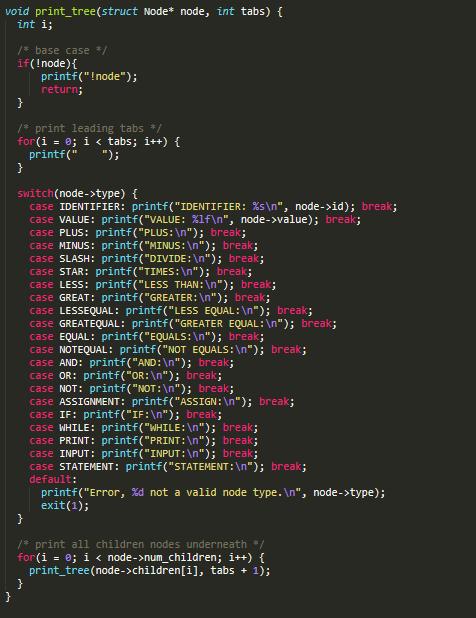 void print_tree(struct Node* node, int tabs) {
  int i;

  /* base case */
  if(!node){
      printf("!node");
      return;
  }

  /* print leading tabs */
  for(i = 0; i < tabs; i++) {
    printf("    ");
  }

  switch(node->type) {
    case IDENTIFIER: printf("IDENTIFIER: %s\n", node->id); break;
    case VALUE: printf("VALUE: %lf\n", node->value); break;
    case PLUS: printf("PLUS:\n"); break;
    case MINUS: printf("MINUS:\n"); break;
    case SLASH: printf("DIVIDE:\n"); break;
    case STAR: printf("TIMES:\n"); break;
    case LESS: printf("LESS THAN:\n"); break;
    case GREAT: printf("GREATER:\n"); break;
    case LESSEQUAL: printf("LESS EQUAL:\n"); break;
    case GREATEQUAL: printf("GREATER EQUAL:\n"); break;
    case EQUAL: printf("EQUALS:\n"); break;
    case NOTEQUAL: printf("NOT EQUALS:\n"); break;
    case AND: printf("AND:\n"); break;
    case OR: printf("OR:\n"); break;
    case NOT: printf("NOT:\n"); break;
    case ASSIGNMENT: printf("ASSIGN:\n"); break;
    case IF: printf("IF:\n"); break;
    case WHILE: printf("WHILE:\n"); break;
    case PRINT: printf("PRINT:\n"); break;
    case INPUT: printf("INPUT:\n"); break;
    case STATEMENT: printf("STATEMENT:\n"); break;
    default:
      printf("Error, %d not a valid node type.\n", node->type);
      exit(1);
  }

  /* print all children nodes underneath */
  for(i = 0; i < node->num_children; i++) {
    print_tree(node->children[i], tabs + 1);
  }
}